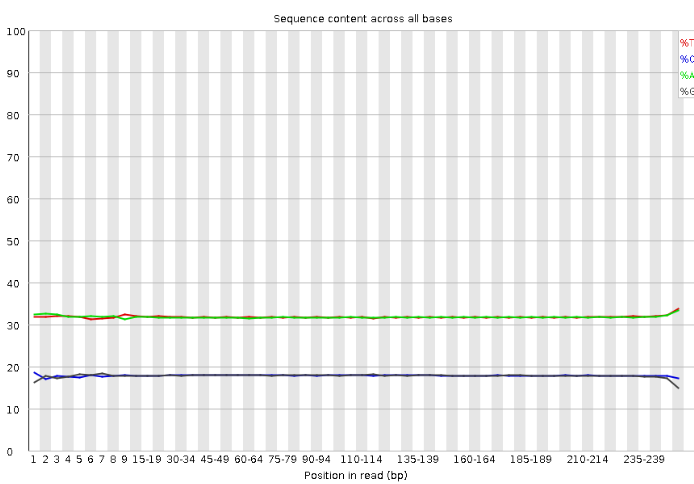 Sequence content across all bases
100
90
80
70
60
50
40
30
20
10
0
%T
%C
%A
%G
1 2 3 4 5 6 7 8 9 15-19 30-34 45-49 60-64 75-79 90-94 110-114 135-139 160-164 185-189 210-214 235-239
Position in read (bp)